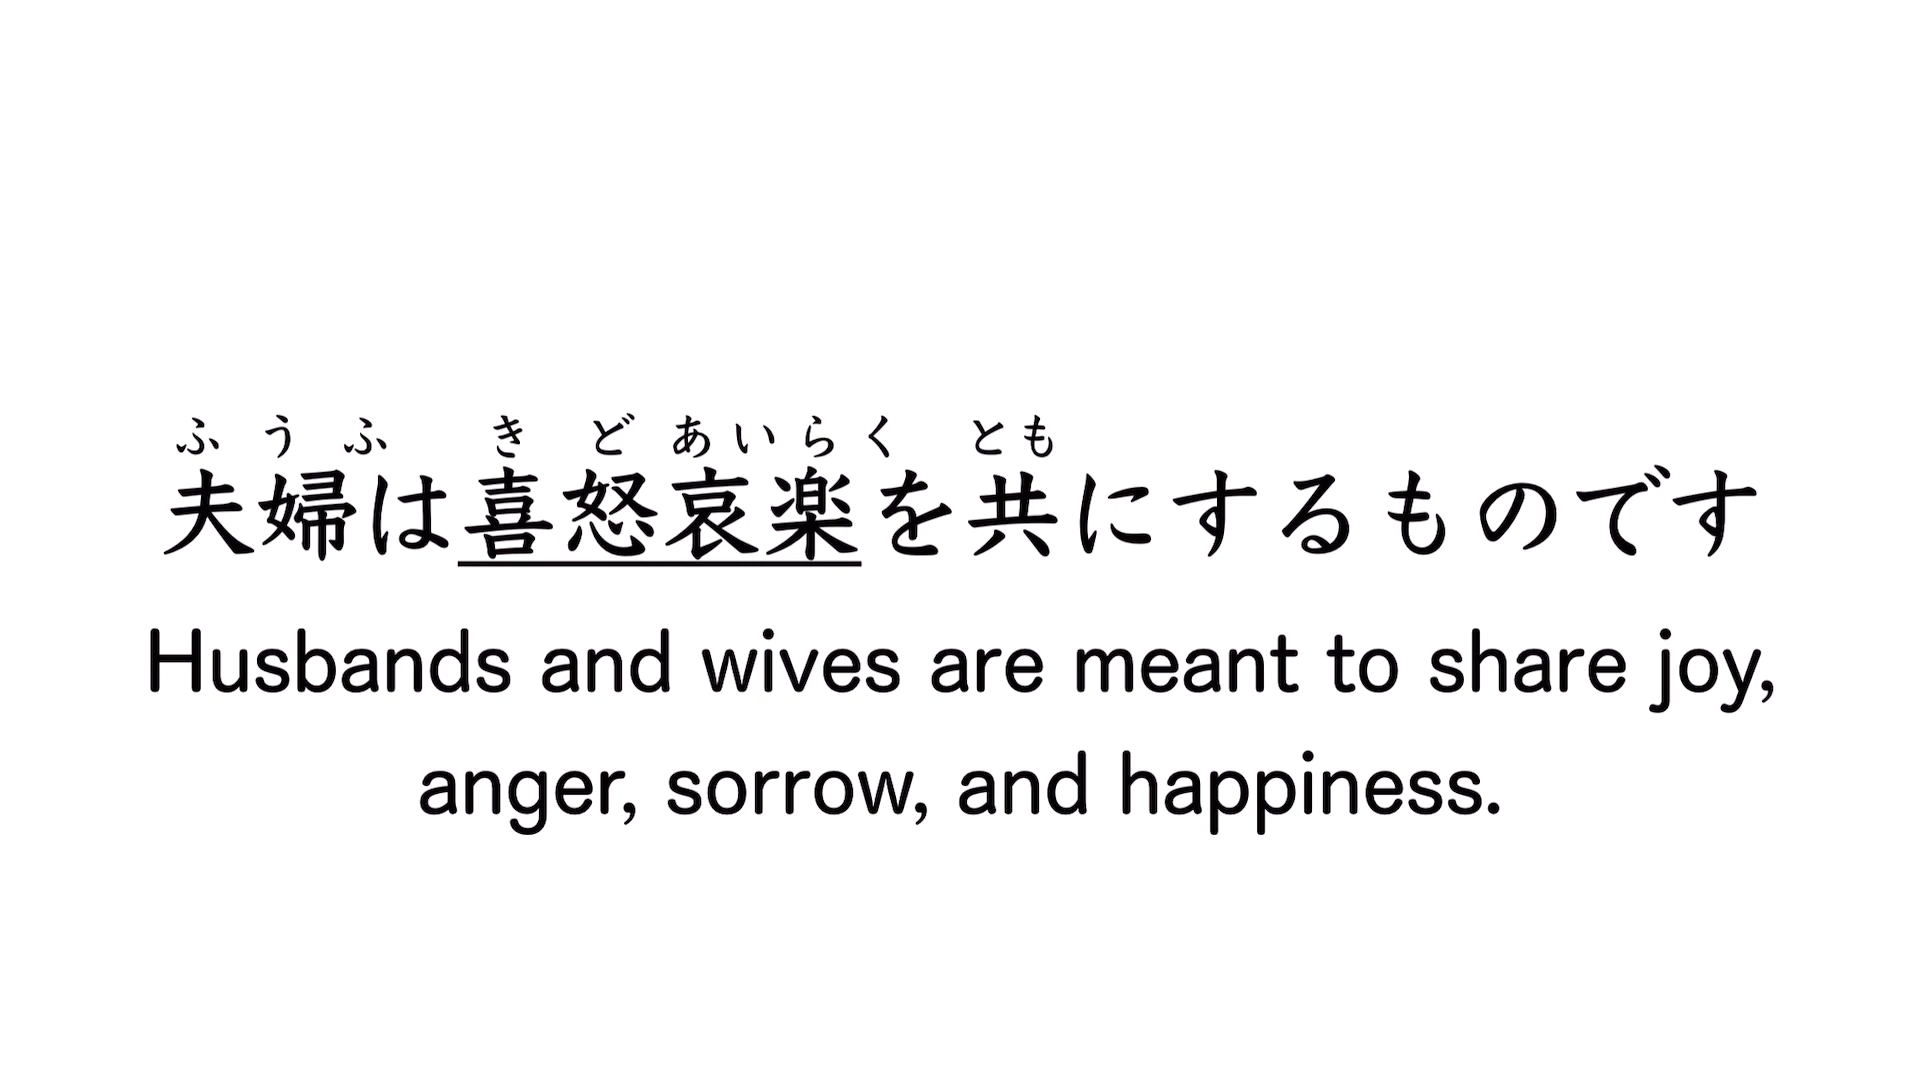 ふうふ きどあいらく とも
夫婦は喜怒哀楽を共にするものです
Husbands and wives are meant to share joy,
anger, sorrow, and happiness.